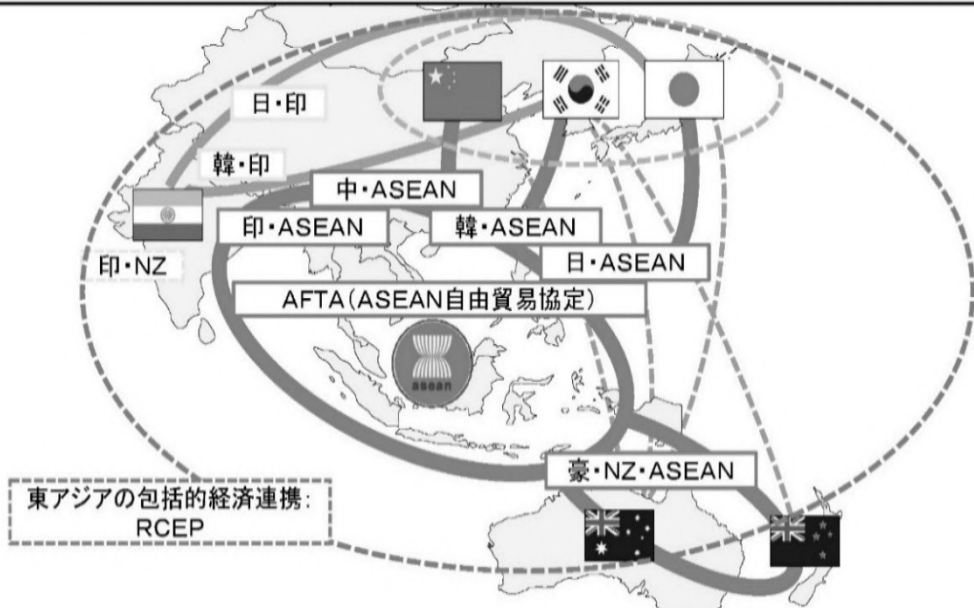 日・印
韓・印
中・ASEAN
印・ASEAN
韓・ASEAN
印・NZ
日・ASEAN
AFTA(ASEAN自由貿易協定)
asean
豪・NZ・ASEAN
東アジアの包括的経済連携:
RCEP